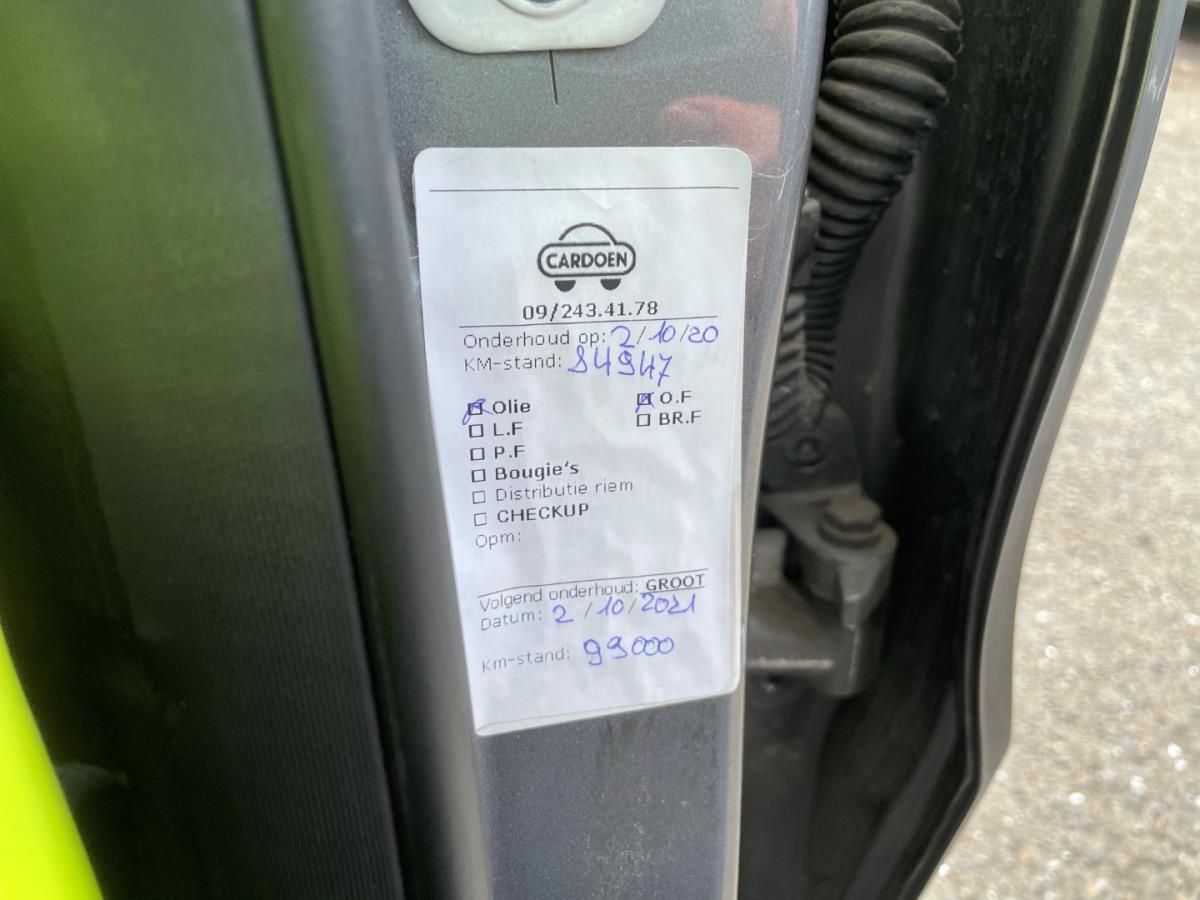 CARDOEN
09/243.41.78
Onderhoud op: 2/10/20
KM-stand: 84947
Olie O.F
L.F BR.F
P.F
Bougie's
Distributie riem
CHECKUP
Opm:
Volgend onderhoud: GROOT
Datum: 2/10/2021
Km-stand: 99000